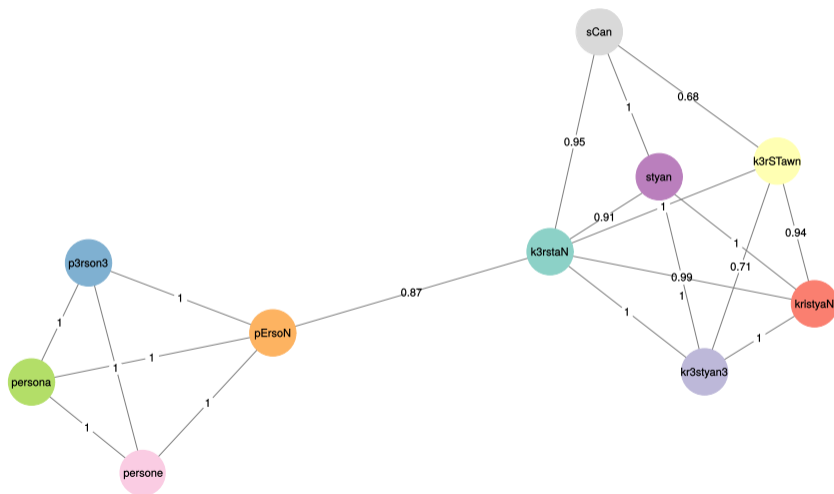 sCan
0.68
1
0.95
k3rSTawn
styan
1
0.91
0.94
1
k3rstaN
p3rson3
0.71
0.99
0.87
1
1
kristyaN
1
1
pErsoN
1
1
1
kr3styan3
persona
1
1
persone